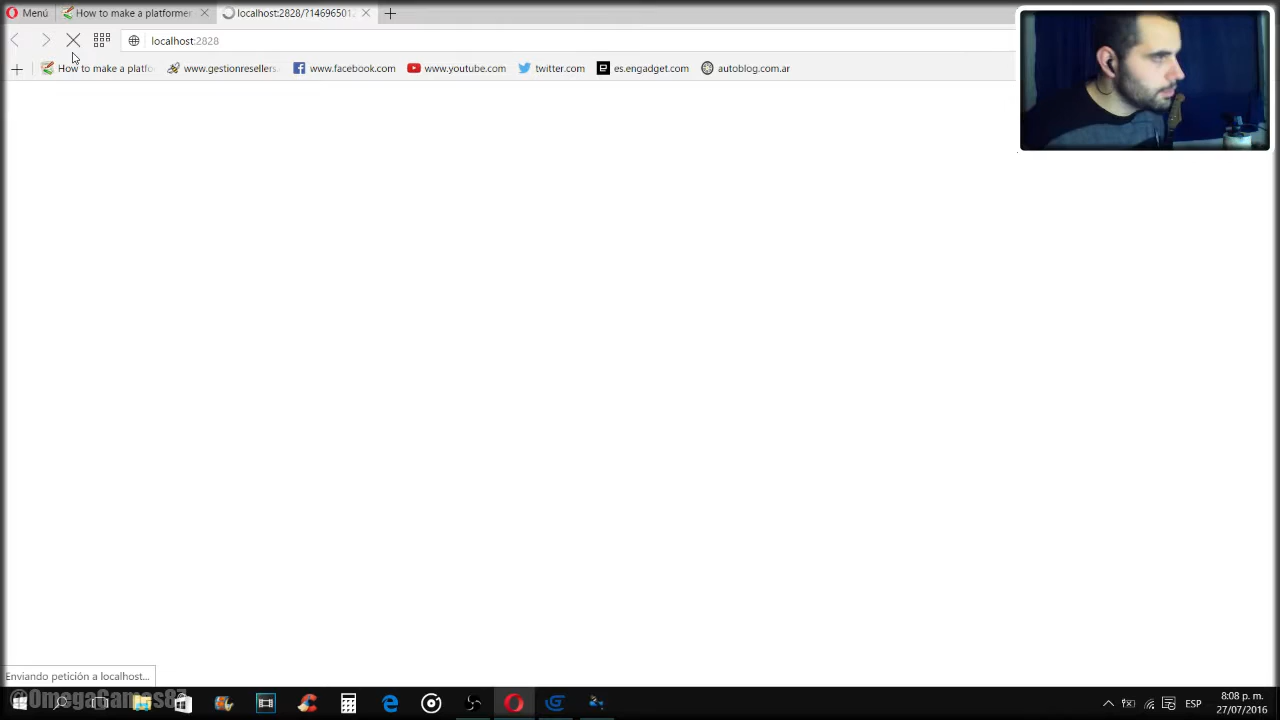 Menú How to make a platformer localhost:2828/?14696501
localhost:2828
How to make a platfo www.gestionresellers. www.facebook.com www.youtube.com twitter.com es.engadget.com autoblog.com.ar
Enviando petición a localhost...
@OmegaGames87
ESP
8:08 p. m.
27/07/2016